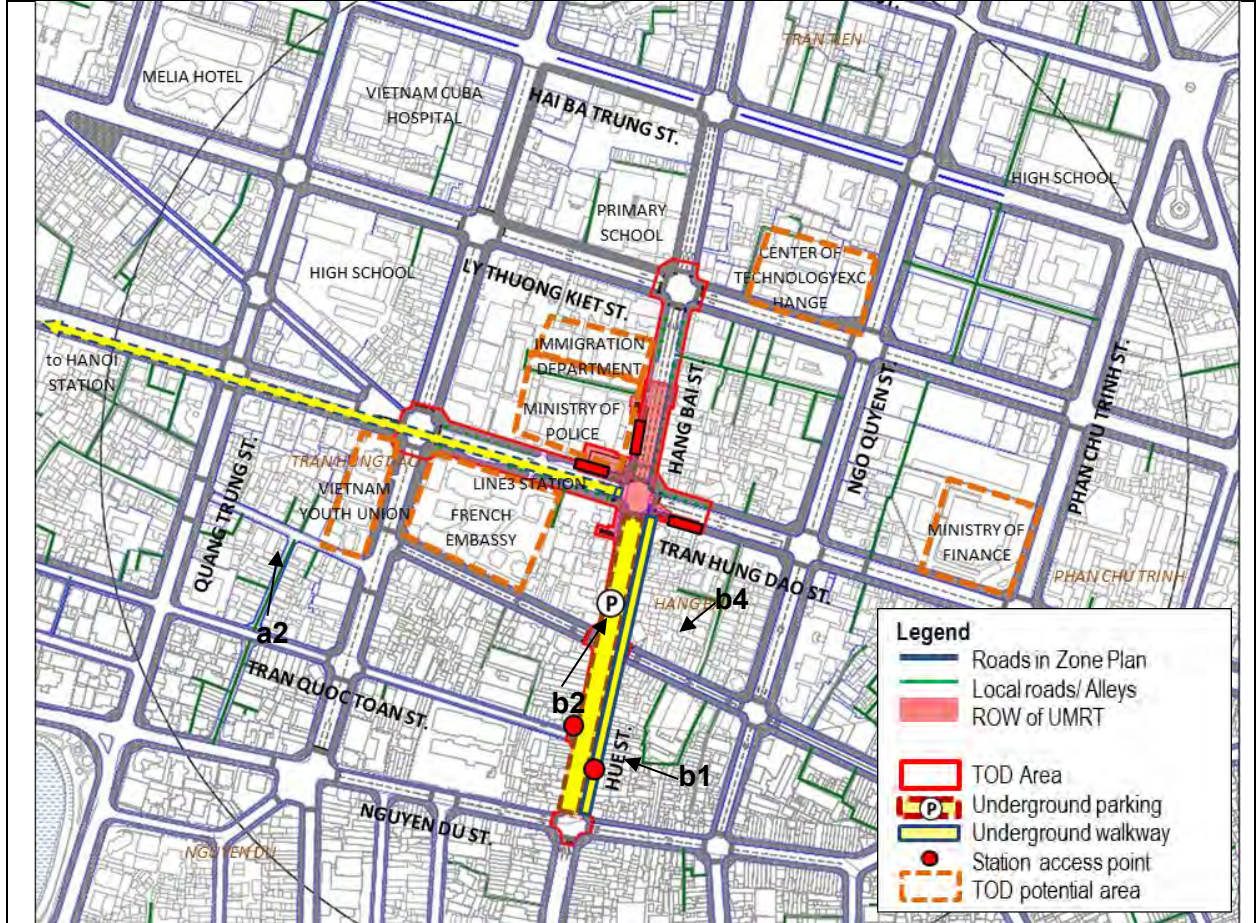 ST.
TRAN TIEN
MELIA HOTEL
VIETNAM CUBA
HOSPITAL
HAI BA TRUNG ST.
HIGH SCHOOL
PRIMARY
SCHOOL
CENTER OF
TECHNOLOGYEXC
HANGE
HIGH SCHOOL
LY THUONG KIET ST.
IMMIGRATION
DEPARTMENT
to HANOI
STATION
MINISTRY OF
POLICE
HANG BAI ST
NGO QUYEN ST.
PHAN CHU TRINH ST.
QUANG TRUNG ST.
TRAN HUNG DAO
LINE3 STATION
VIETNAM
YOUTH UNION
FRENCH
EMBASSY
MINISTRY OF
FINANCE
TRAN HUNG DAO ST.
PHAN CHU TRINH
P
HANG
b4
a2
b2
TRAN QUOC TOAN ST.
HUE ST.
b1
NGUYEN DU ST.
NGUYEN DU
Legend
Roads in Zone Plan
Local roads/ Alleys
ROW of UMRT
TOD Area
P
Underground parking
Underground walkway
Station access point
TOD potential area